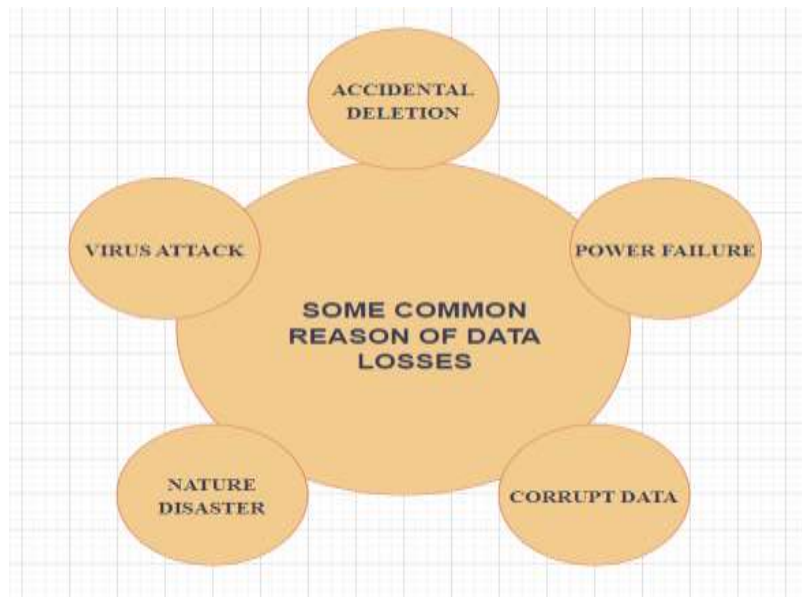 ACCIDENTAL
DELETION
VIRUS ATTACK
POWER FAILURE
SOME COMMON
REASON OF DATA
LOSSES
NATURE
DISASTER
CORRUPT DATA